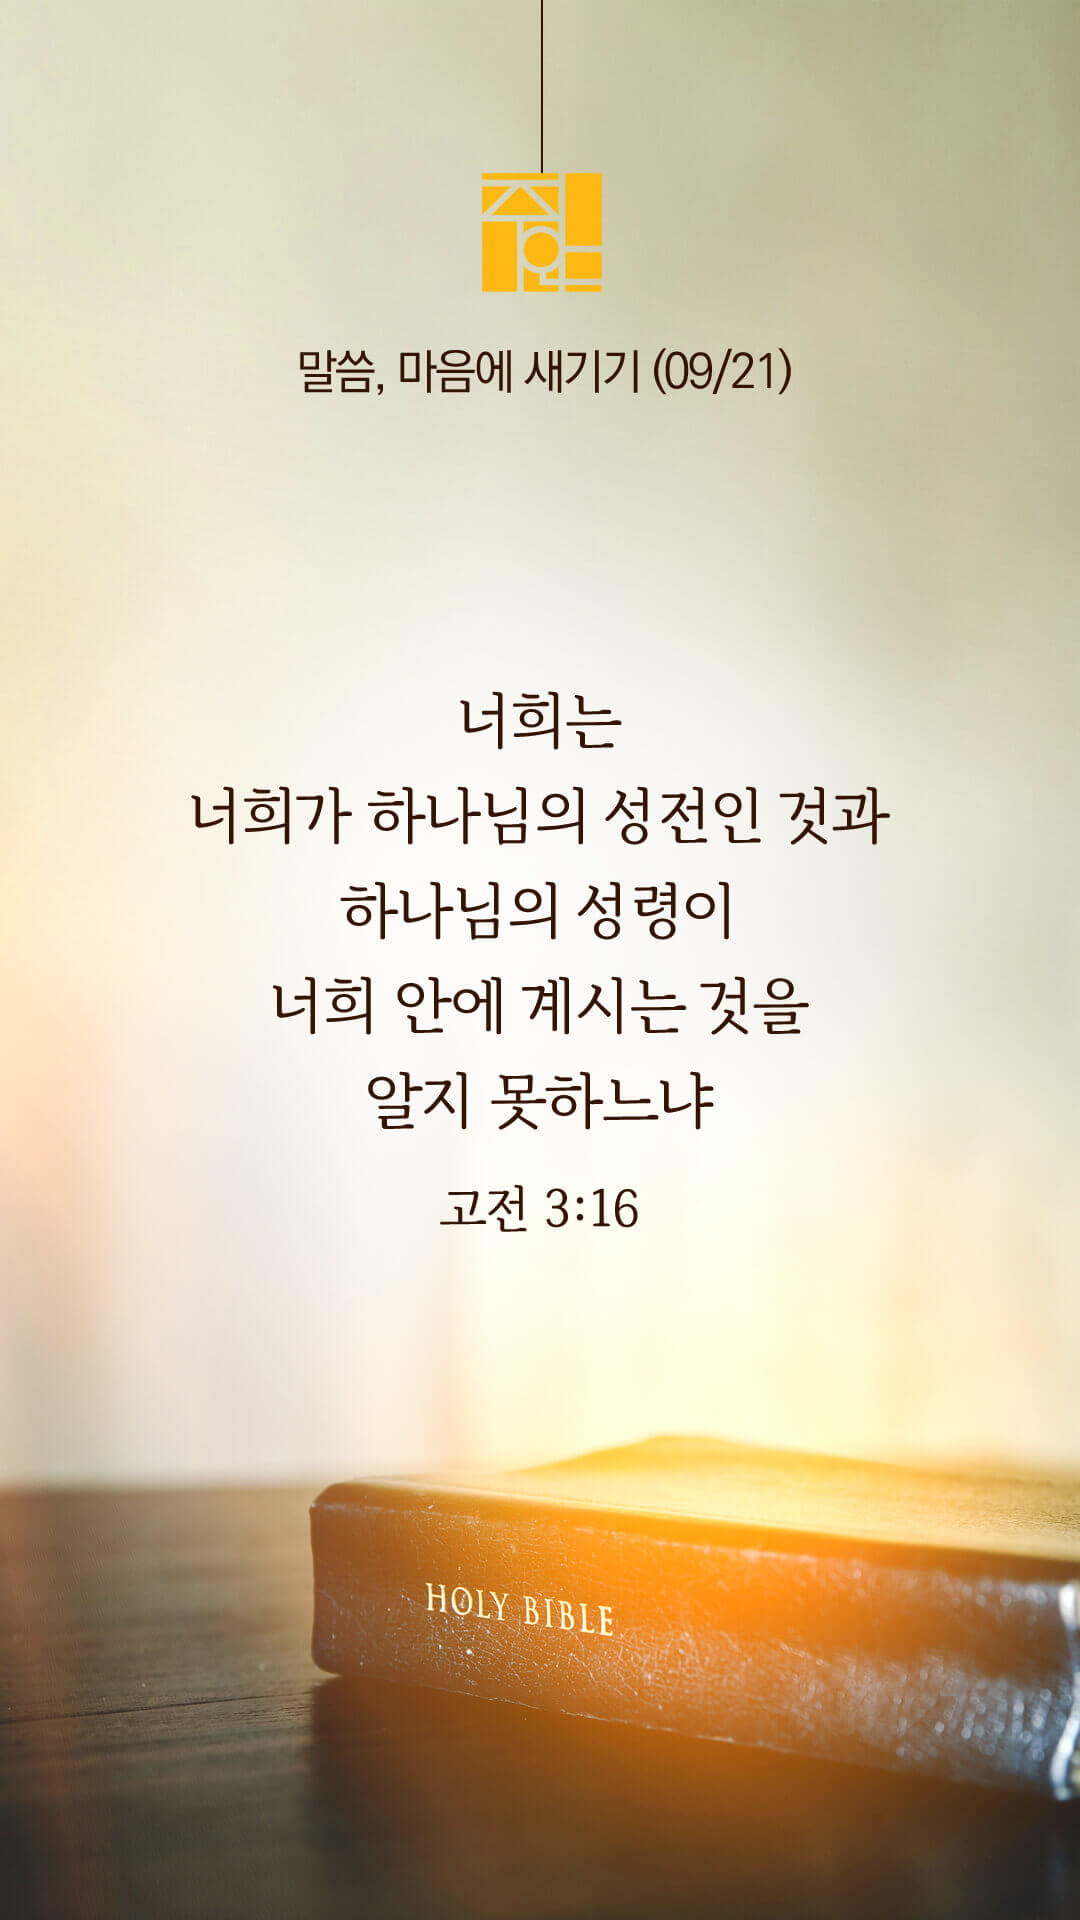 말씀, 마음에 새기기 (09/21)
너희는
너희가 하나님의 성전인 것과
하나님의 성령이
너희 안에 계시는 것을
알지 못하느냐
고전 3:16
HOLY BIBLE